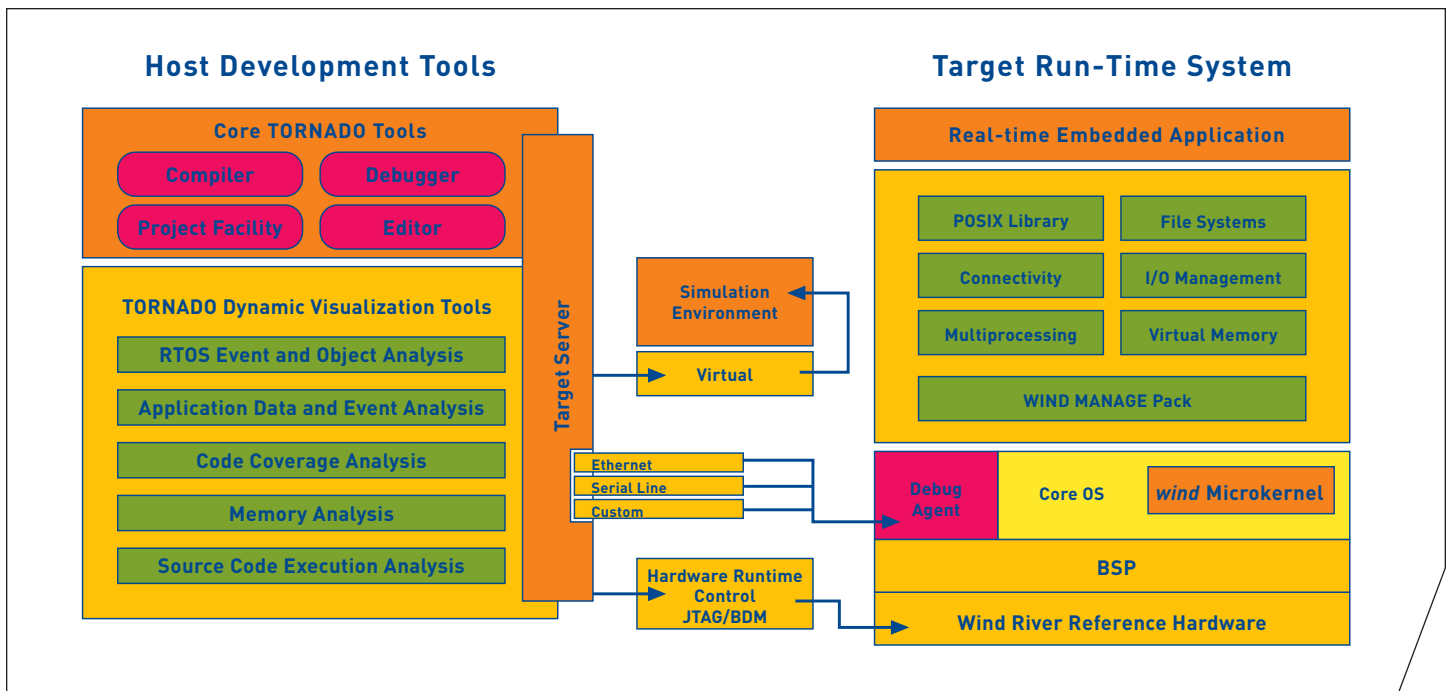 Host Development Tools
Target Run-Time System
Core TORNADO Tools
Compiler
Debugger
Project Facility
Editor
TORNADO Dynamic Visualization Tools
RTOS Event and Object Analysis
Application Data and Event Analysis
Code Coverage Analysis
Memory Analysis
Source Code Execution Analysis
Target Server
Simulation
Environment
Virtual
Ethernet
Serial Line
Custom
Hardware Runtime
Control
JTAG/BDM
Real-time Embedded Application
POSIX Library
File Systems
Connectivity
I/O Management
Multiprocessing
Virtual Memory
WIND MANAGE Pack
Debug
Agent
Core OS
wind Microkernel
BSP
Wind River Reference Hardware